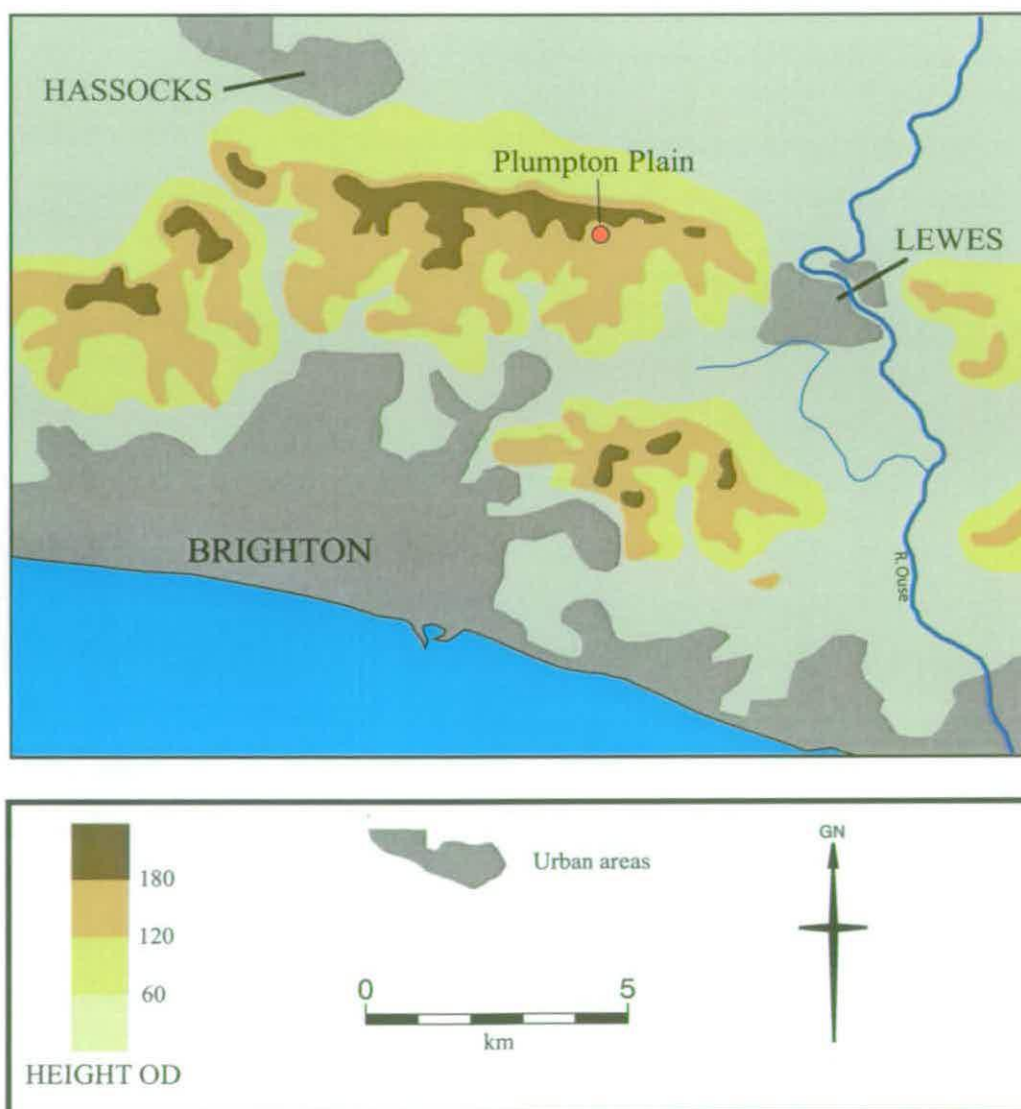 HASSOCKS
Plumpton Plain
LEWES
BRIGHTON
R. Ouse
180
120
60
HEIGHT OD
Urban areas
0 5
km
GN